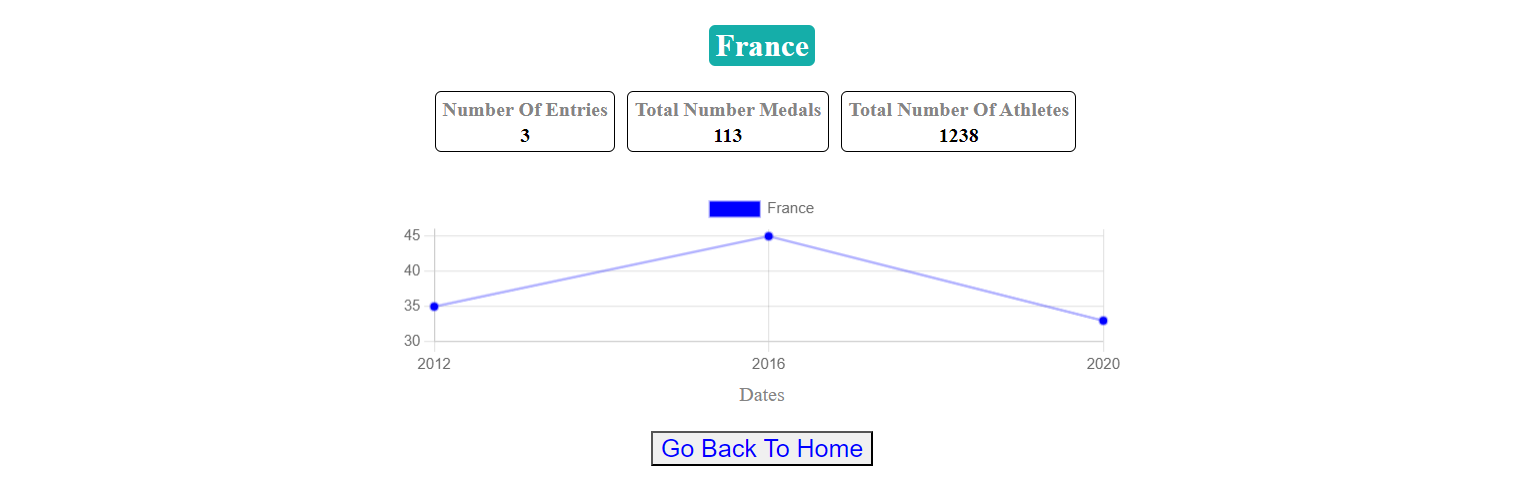 France
Number Of Entries
3
Total Number Medals
113
Total Number Of Athletes
1238
France
45
40
35
30
2012 2016 2020
Dates
Go Back To Home